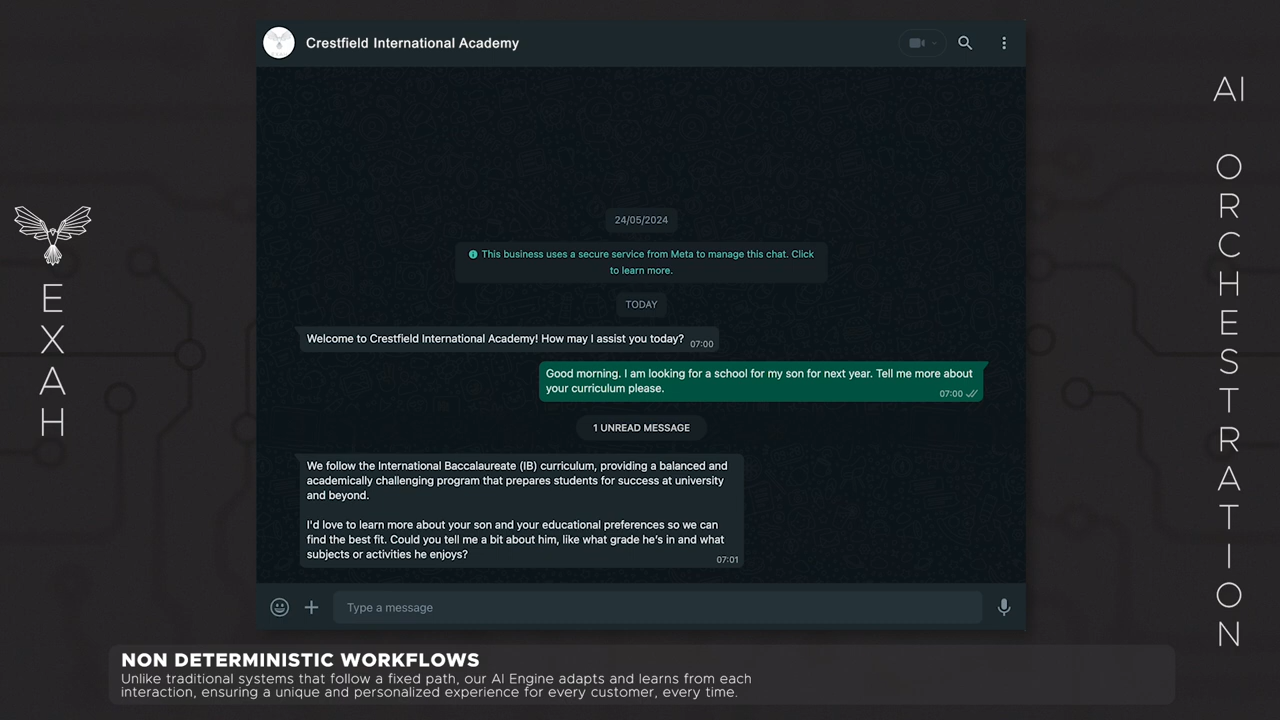 Crestfield International Academy
24/05/2024
This business uses a secure service from Meta to manage this chat. Click
to learn more.
TODAY
Welcome to Crestfield International Academy! How may I assist you today?
07:00
Good morning. I am looking for a school for my son for next year. Tell me more about
your curriculum please.
07:00
1 UNREAD MESSAGE
We follow the International Baccalaureate (IB) curriculum, providing a balanced and
academically challenging program that prepares students for success at university
and beyond.
I'd love to learn more about your son and your educational preferences so we can
find the best fit. Could you tell me a bit about him, like what grade he's in and what
subjects or activities he enjoys?
07:01
Type a message
EXAH
AI ORCHESTRATION
NON DETERMINISTIC WORKFLOWS
Unlike traditional systems that follow a fixed path, our AI Engine adapts and learns from each
interaction, ensuring a unique and personalized experience for every customer, every time.